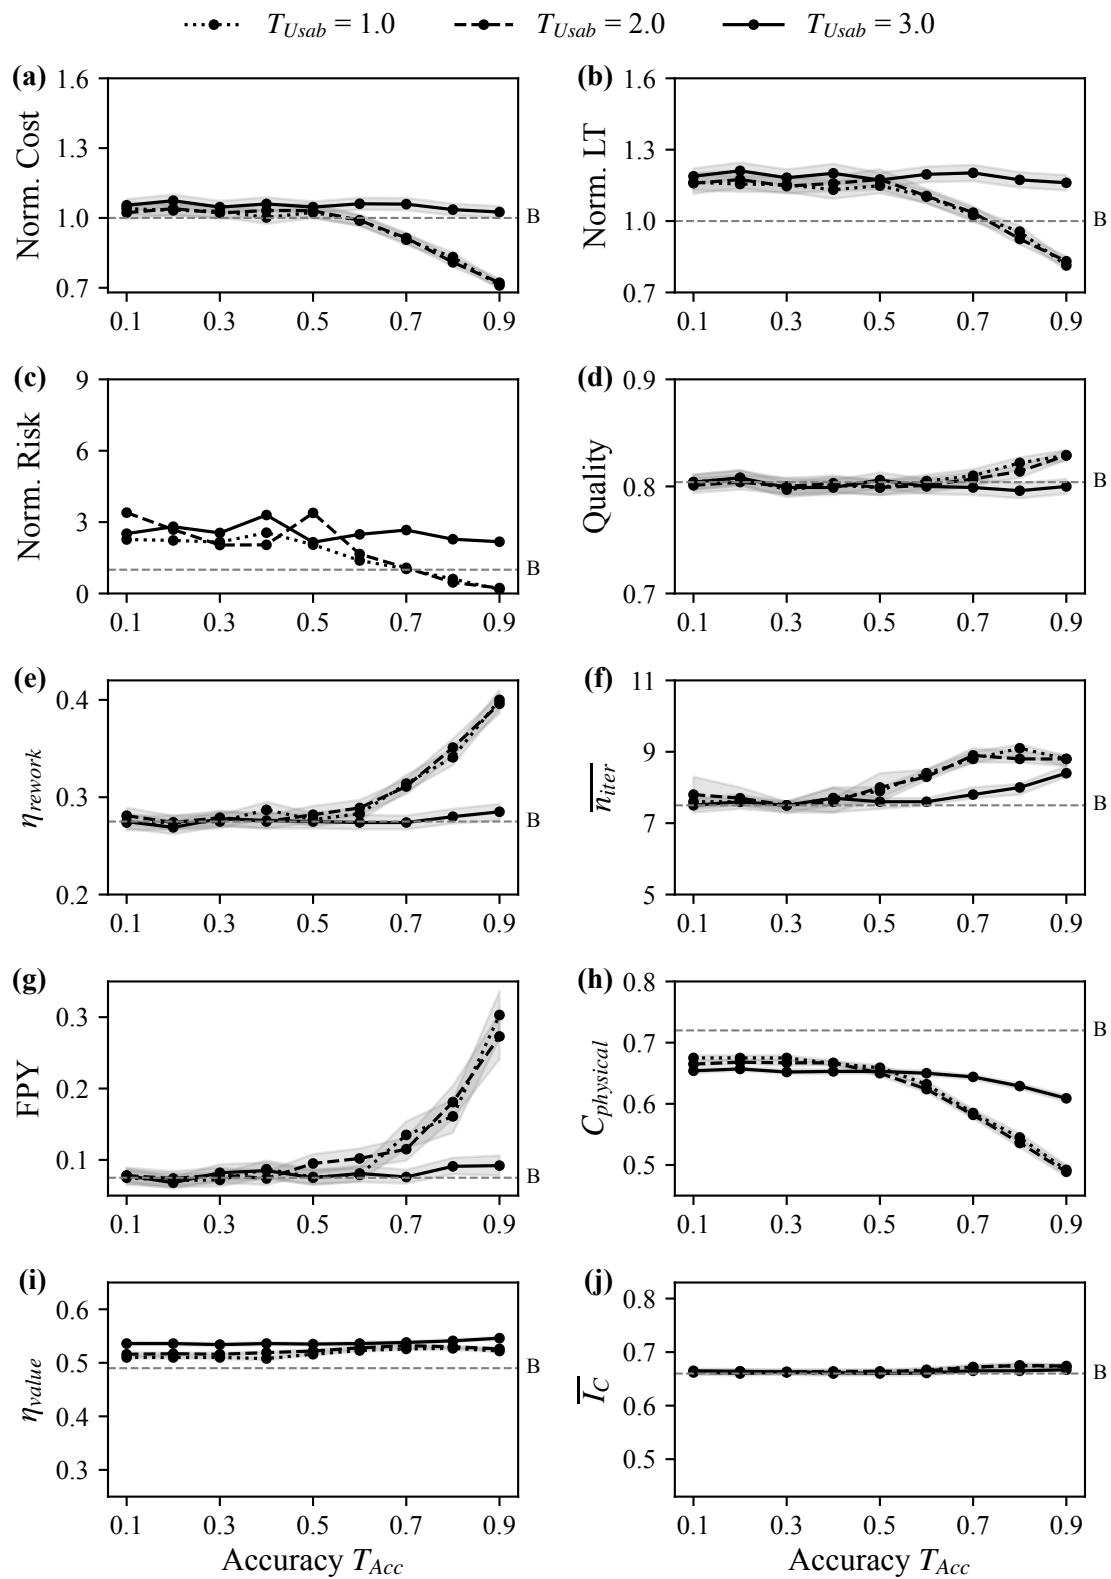 T_Usab = 1.0 T_Usab = 2.0 T_Usab = 3.0
(a) Norm. Cost
1.6
1.3
1.0
0.7
B
0.1 0.3 0.5 0.7 0.9
(b) Norm. LT
1.6
1.3
1.0
0.7
B
0.1 0.3 0.5 0.7 0.9
(c) Norm. Risk
9
6
3
0
B
0.1 0.3 0.5 0.7 0.9
(d) Quality
0.9
0.8
0.7
B
0.1 0.3 0.5 0.7 0.9
(e) η_rework
0.4
0.3
0.2
B
0.1 0.3 0.5 0.7 0.9
(f) n_iter
11
9
7
5
B
0.1 0.3 0.5 0.7 0.9
(g) FPY
0.3
0.2
0.1
B
0.1 0.3 0.5 0.7 0.9
(h) C_physical
0.8
0.7
0.6
0.5
B
0.1 0.3 0.5 0.7 0.9
(i) η_value
0.6
0.5
0.4
0.3
B
0.1 0.3 0.5 0.7 0.9
Accuracy T_Acc
(j) I_C
0.8
0.7
0.6
0.5
B
0.1 0.3 0.5 0.7 0.9
Accuracy T_Acc